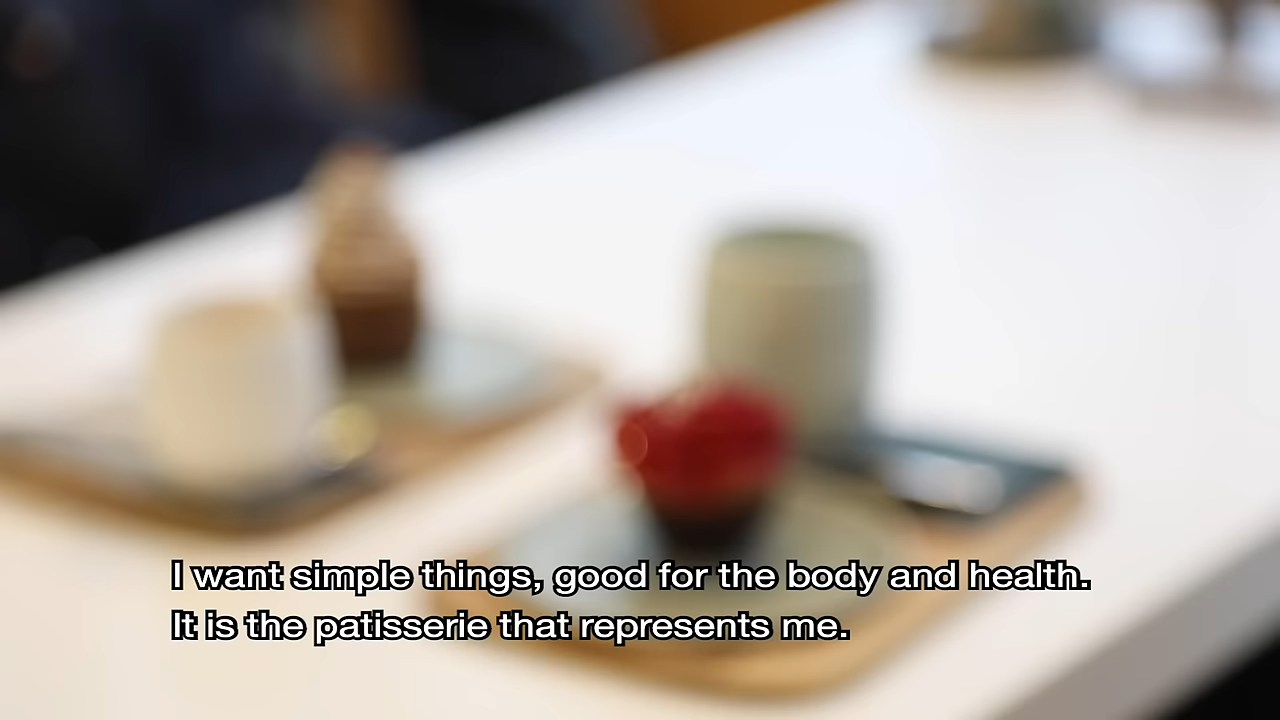 I want simple things, good for the body and health.
It is the patisserie that represents me.